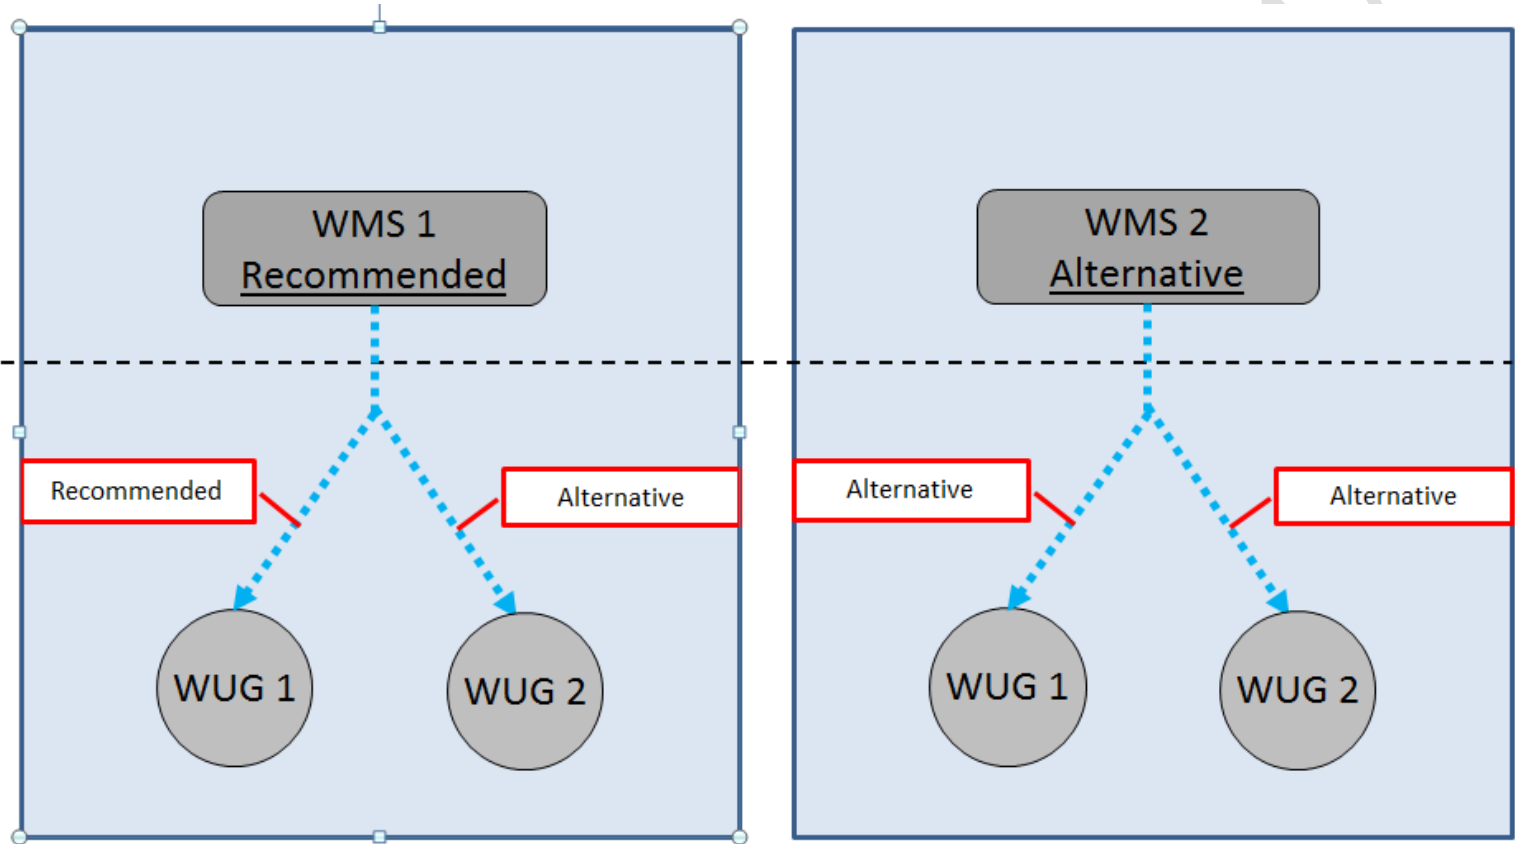 WMS 1
Recommended
Recommended
Alternative
WUG 1
WUG 2
WMS 2
Alternative
Alternative
Alternative
WUG 1
WUG 2